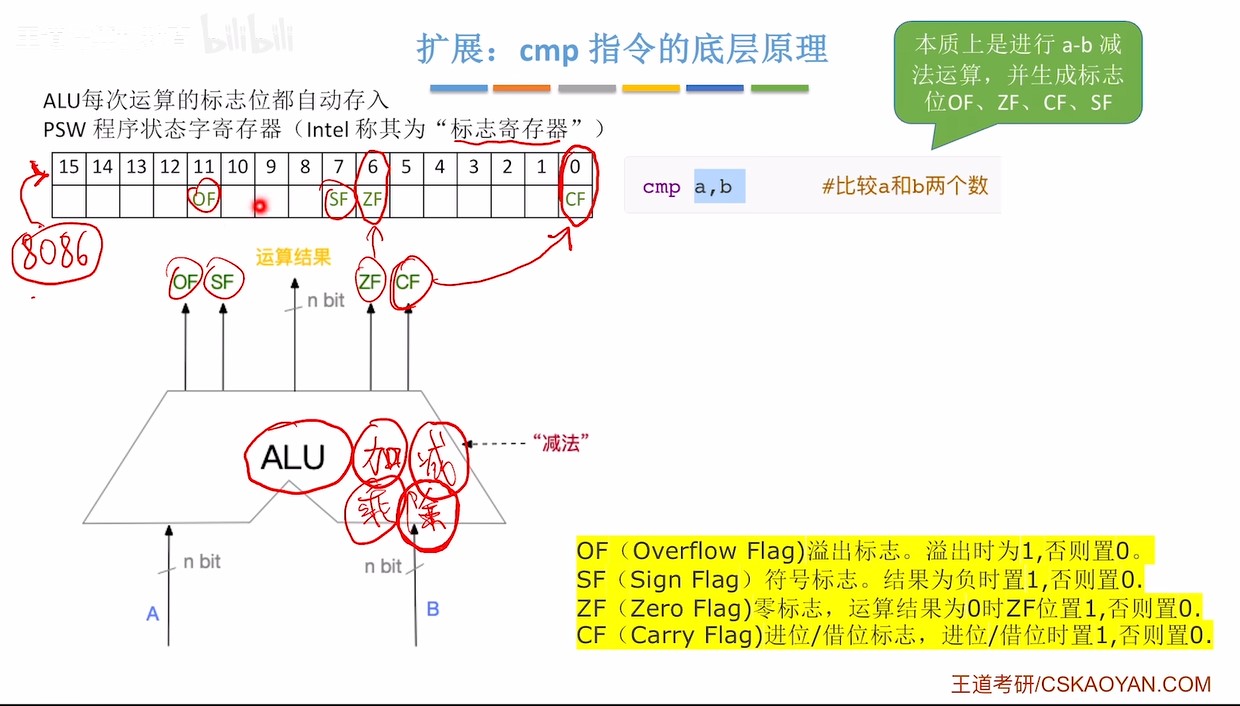 bilibili
扩展：cmp 指令的底层原理
本质上是进行 a-b 减
法运算，并生成标志
位OF、ZF、CF、SF
ALU每次运算的标志位都自动存入
PSW 程序状态字寄存器（Intel 称其为“标志寄存器”）
15 14 13 12 11 10 9 8 7 6 5 4 3 2 1 0
OF SF ZF CF
cmp a,b #比较a和b两个数
8086
运算结果
OF SF ZF CF
n bit
ALU 加 减
“减法”
乘 除
n bit n bit
A B
OF（Overflow Flag)溢出标志。溢出时为1,否则置0。
SF（Sign Flag）符号标志。结果为负时置1,否则置0.
ZF（Zero Flag)零标志，运算结果为0时ZF位置1,否则置0.
CF（Carry Flag)进位/借位标志，进位/借位时置1,否则置0.
王道考研/CSKAOYAN.COM